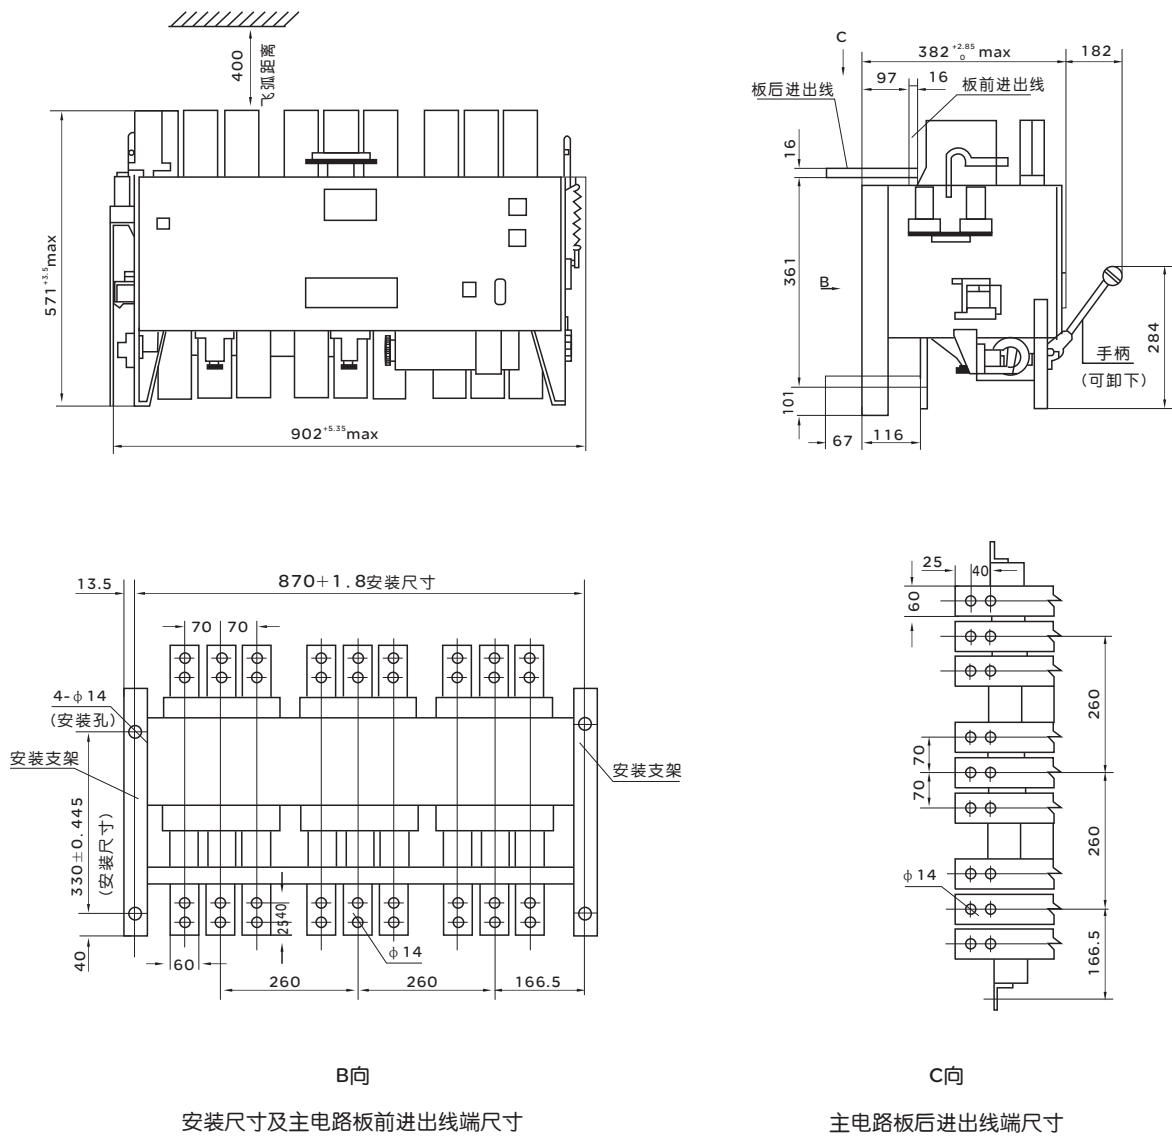 400
飞弧距离
571+3.5max
902+5.35max
C
382 +2.85 0 max
182
97
16
板后进出线
板前进出线
16
361
B
101
67
116
284
手柄
(可卸下)
13.5
870+1.8安装尺寸
70
70
4-φ14
(安装孔)
安装支架
安装支架
330±0.445
(安装尺寸)
40
40
25
60
φ14
260
260
166.5
25
40
60
260
70
70
260
φ14
166.5
B向
安装尺寸及主电路板前进出线端尺寸
C向
主电路板后进出线端尺寸